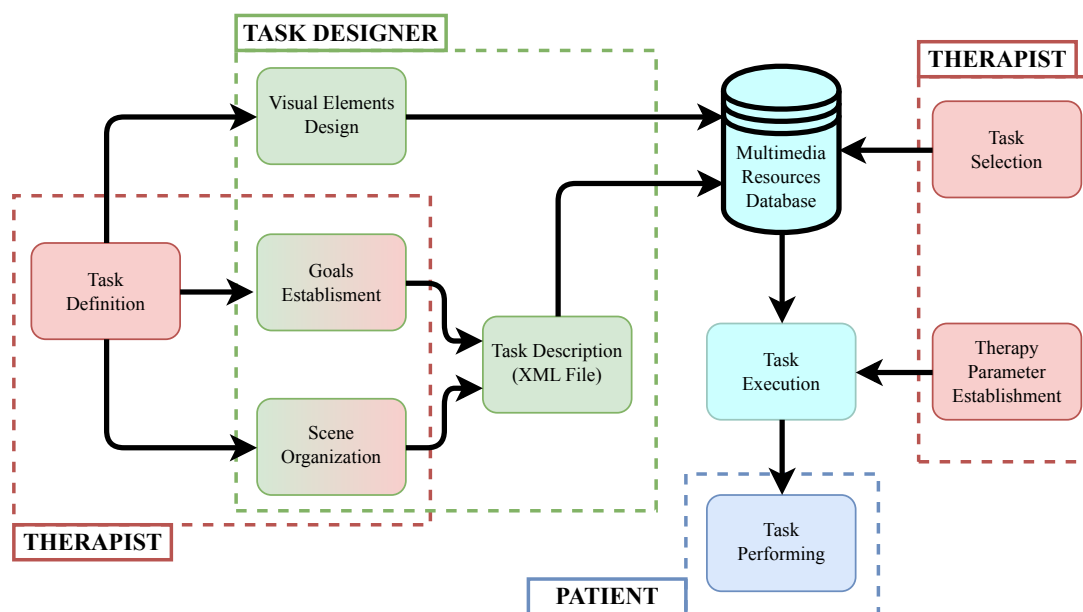 TASK DESIGNER
THERAPIST
Visual Elements
Design
Multimedia
Resources
Database
Task
Selection
Task
Definition
Goals
Establisment
Task Description
(XML File)
Scene
Organization
Task
Execution
Therapy
Parameter
Establishment
THERAPIST
Task
Performing
PATIENT